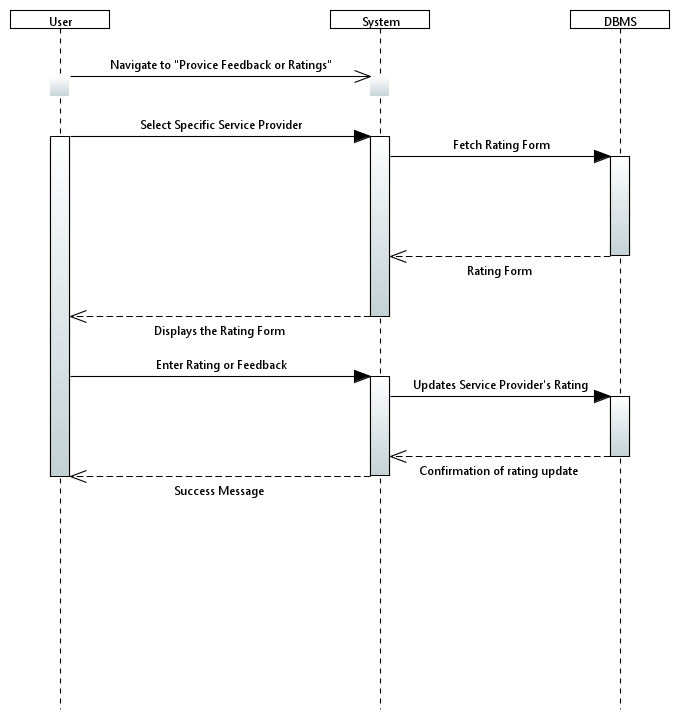 User
System
DBMS
Navigate to "Provice Feedback or Ratings"
Select Specific Service Provider
Fetch Rating Form
Rating Form
Displays the Rating Form
Enter Rating or Feedback
Updates Service Provider's Rating
Confirmation of rating update
Success Message